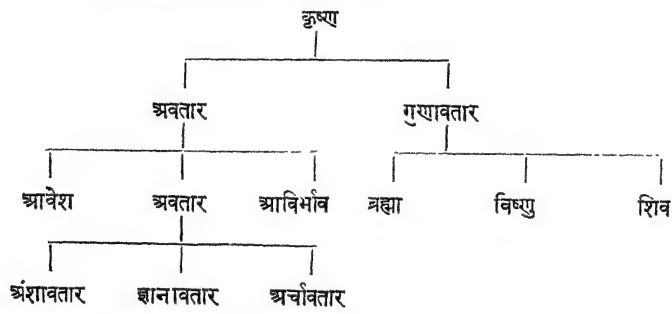 कृष्ण
अवतार गुणावतार
आवेश अवतार आविर्भाव ब्रह्मा विष्णु शिव
अंशावतार ज्ञानावतार अर्चावतार